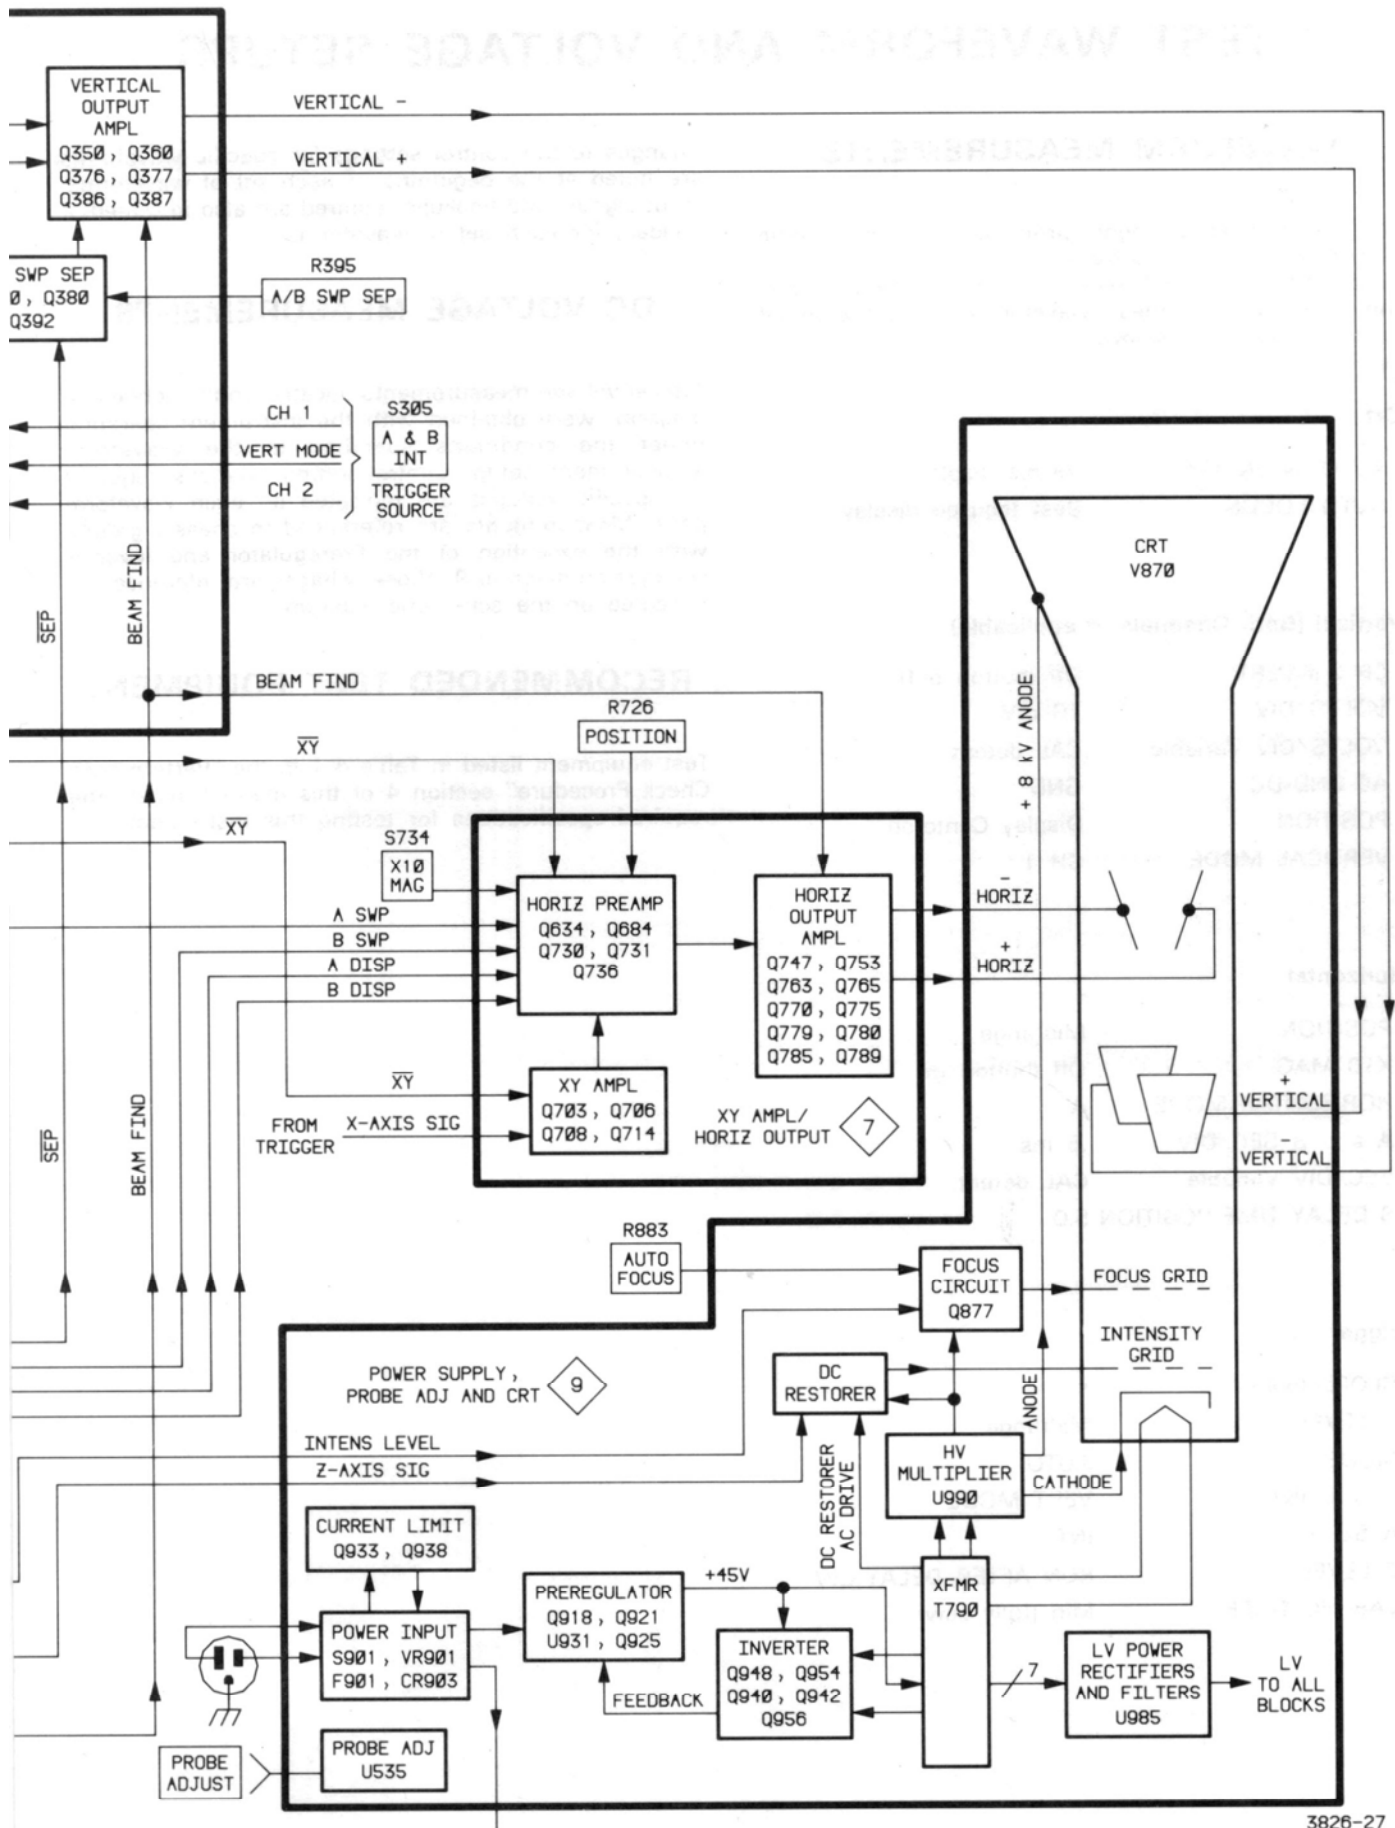 VERTICAL
OUTPUT
AMPL
Q350, Q360
Q376, Q377
Q386, Q387
VERTICAL -
VERTICAL +
SWP SEP
0, Q380
Q392
R395
A/B SWP SEP
CH 1
VERT MODE
CH 2
S305
A & B
INT
TRIGGER
SOURCE
SEP
BEAM FIND
BEAM FIND
R726
POSITION
XY
XY
S734
X10
MAG
A SWP
B SWP
A DISP
B DISP
HORIZ PREAMP
Q634, Q684
Q730, Q731
Q736
HORIZ
OUTPUT
AMPL
Q747, Q753
Q763, Q765
Q770, Q775
Q779, Q780
Q785, Q789
XY
FROM
TRIGGER
X-AXIS SIG
XY AMPL
Q703, Q706
Q708, Q714
XY AMPL/
HORIZ OUTPUT
7
CRT
V870
+ 8 kV ANODE
-
HORIZ
+
HORIZ
+
VERTICAL
-
VERTICAL
SEP
BEAM FIND
R883
AUTO
FOCUS
FOCUS
CIRCUIT
Q877
FOCUS GRID
INTENSITY
GRID
POWER SUPPLY,
PROBE ADJ AND CRT
9
DC
RESTORER
ANODE
INTENS LEVEL
Z-AXIS SIG
HV
MULTIPLIER
U990
CATHODE
DC RESTORER
AC DRIVE
CURRENT LIMIT
Q933, Q938
POWER INPUT
S901, VR901
F901, CR903
PREREGULATOR
Q918, Q921
U931, Q925
+45V
INVERTER
Q948, Q954
Q940, Q942
Q956
FEEDBACK
XFMR
T790
7
LV POWER
RECTIFIERS
AND FILTERS
U985
LV
TO ALL
BLOCKS
PROBE
ADJUST
PROBE ADJ
U535
3826-27